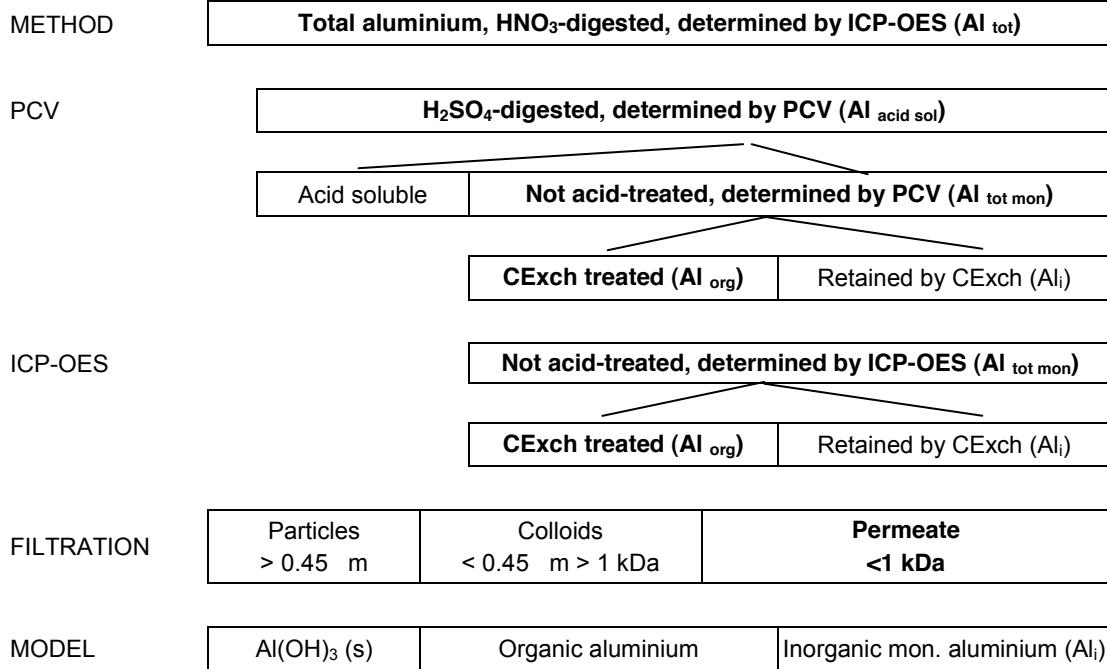 METHOD Total aluminium, HNO₃-digested, determined by ICP-OES (Al tot)
PCV H₂SO₄-digested, determined by PCV (Al acid sol)
Acid soluble Not acid-treated, determined by PCV (Al tot mon)
CExch treated (Al org) Retained by CExch (Alᵢ)
ICP-OES Not acid-treated, determined by ICP-OES (Al tot mon)
CExch treated (Al org) Retained by CExch (Alᵢ)
FILTRATION Particles Colloids Permeate
> 0.45 m < 0.45 m > 1 kDa <1 kDa
MODEL Al(OH)₃ (s) Organic aluminium Inorganic mon. aluminium (Alᵢ)